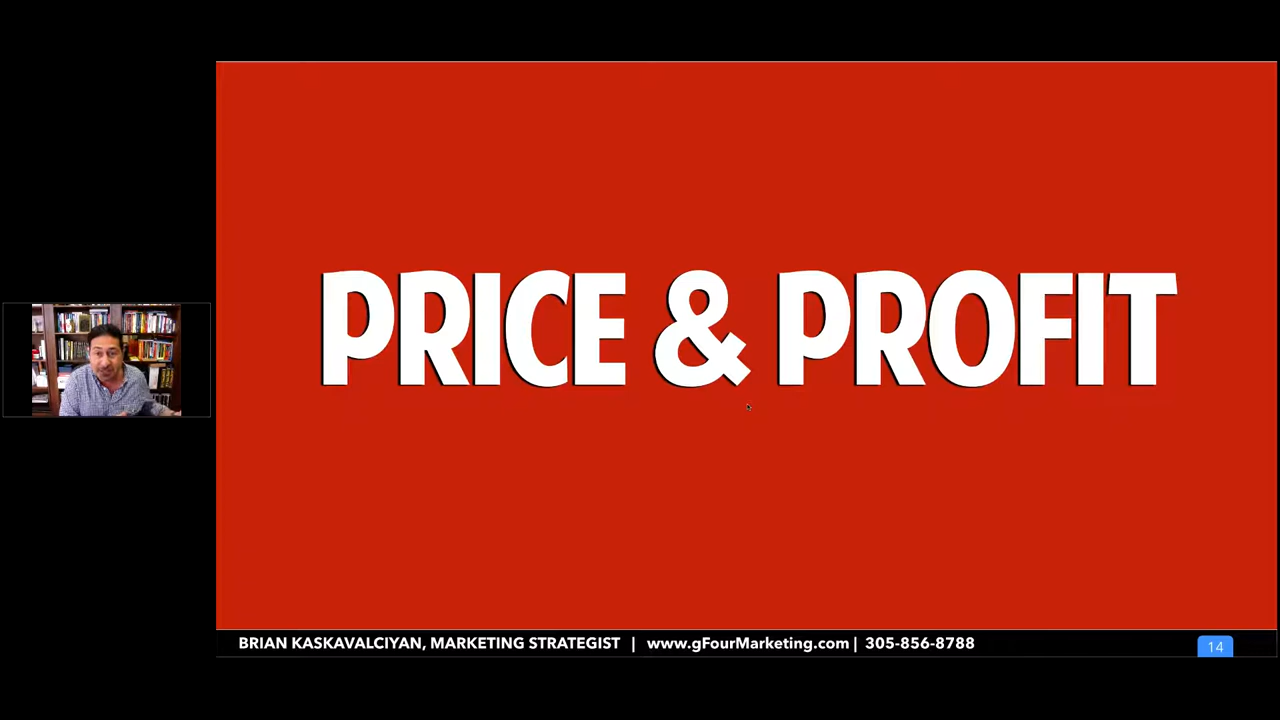 PRICE & PROFIT
BRIAN KASKAVALCIYAN, MARKETING STRATEGIST | www.gFourMarketing.com | 305-856-8788
14